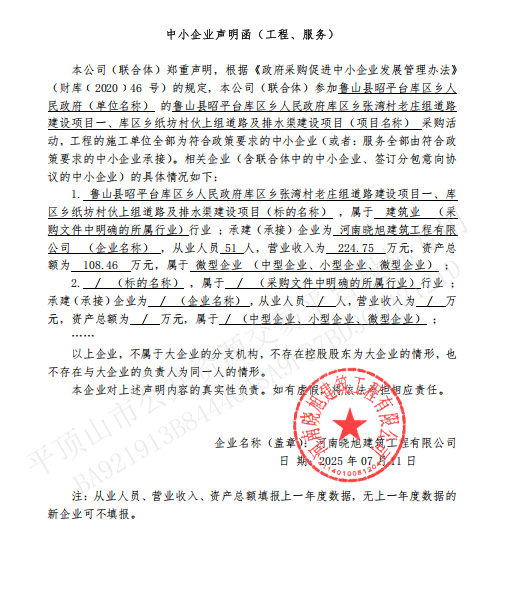 中小企业声明函（工程、服务）
本公司（联合体）郑重声明，根据《政府采购促进中小企业发展管理办法》
（财库﹝2020﹞46 号）的规定，本公司（联合体）参加鲁山县昭平台库区乡人
民政府（单位名称）的鲁山县昭平台库区乡人民政府库区乡张湾村老庄组道路
建设项目一、库区乡纸坊村伙上组道路及排水渠建设项目（项目名称）采购活
动，工程的施工单位全部为符合政策要求的中小企业（或者：服务全部由符合政
策要求的中小企业承接）。相关企业（含联合体中的中小企业、签订分包意向协
议的中小企业）的具体情况如下：
1. 鲁山县昭平台库区乡人民政府库区乡张湾村老庄组道路建设项目一、库
区乡纸坊村伙上组道路及排水渠建设项目（标的名称） ，属于 建筑业 （采
购文件中明确的所属行业）行业 ；承建（承接）企业为 河南晓旭建筑工程有限
公司 （企业名称） ，从业人员 51 人，营业收入为 224.75 万元，资产总
额为 108.46 万元，属于 微型企业 （中型企业、小型企业、微型企业） ；
2. / （标的名称） ，属于 / （采购文件中明确的所属行业）行业 ；
承建（承接）企业为 / （企业名称） ，从业人员 / 人，营业收入为 / 万
元，资产总额为 / 万元，属于 / （中型企业、小型企业、微型企业） ；
……
以上企业，不属于大企业的分支机构，不存在控股股东为大企业的情形，也
不存在与大企业的负责人为同一人的情形。
本企业对上述声明内容的真实性负责。如有虚假，将依法承担相应责任。
企业名称（盖章）：河南晓旭建筑工程有限公司
日 期：2025 年 07 月 11 日
河南晓旭建筑工程有限公司
注：从业人员、营业收入、资产总额填报上一年度数据，无上一年度数据的
新企业可不填报。